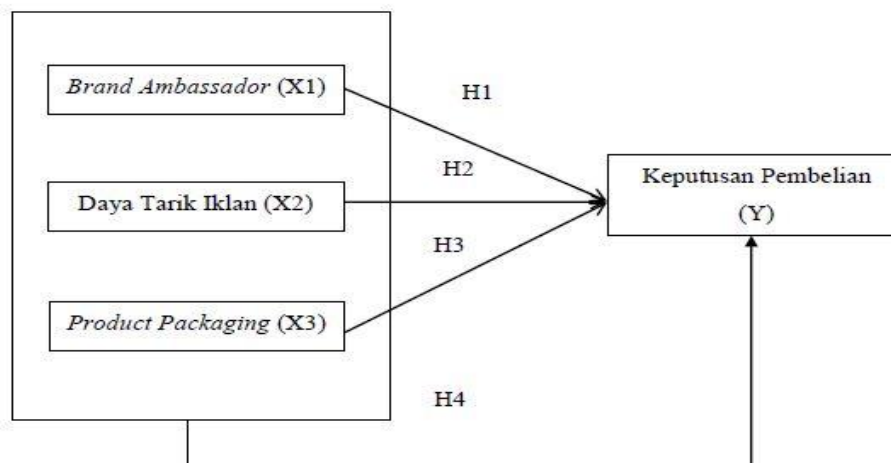 Brand Ambassador (X1)
H1
H2
Keputusan Pembelian
(Y)
Daya Tarik Iklan (X2)
H3
Product Packaging (X3)
H4